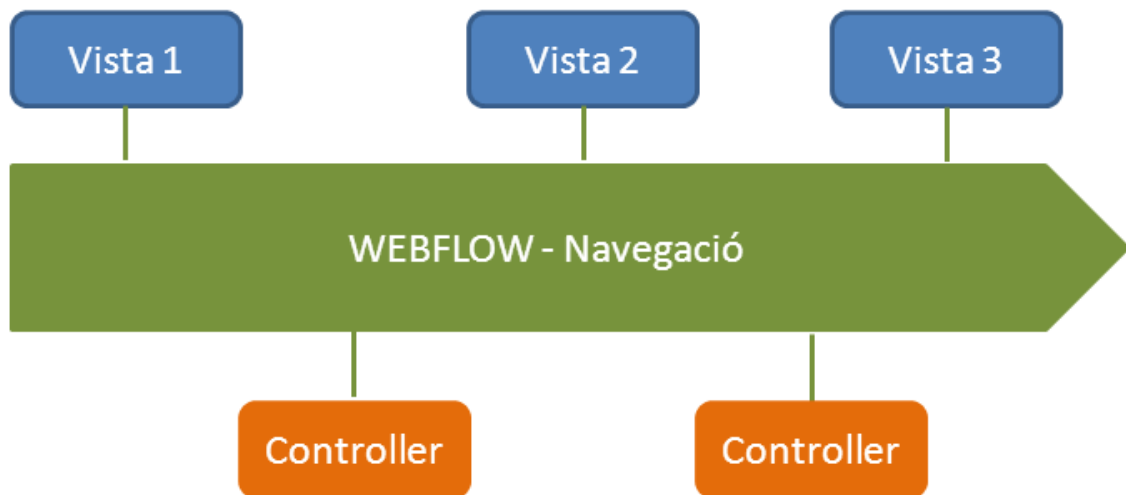 Vista 1
Vista 2
Vista 3
WEBFLOW - Navegació
Controller
Controller